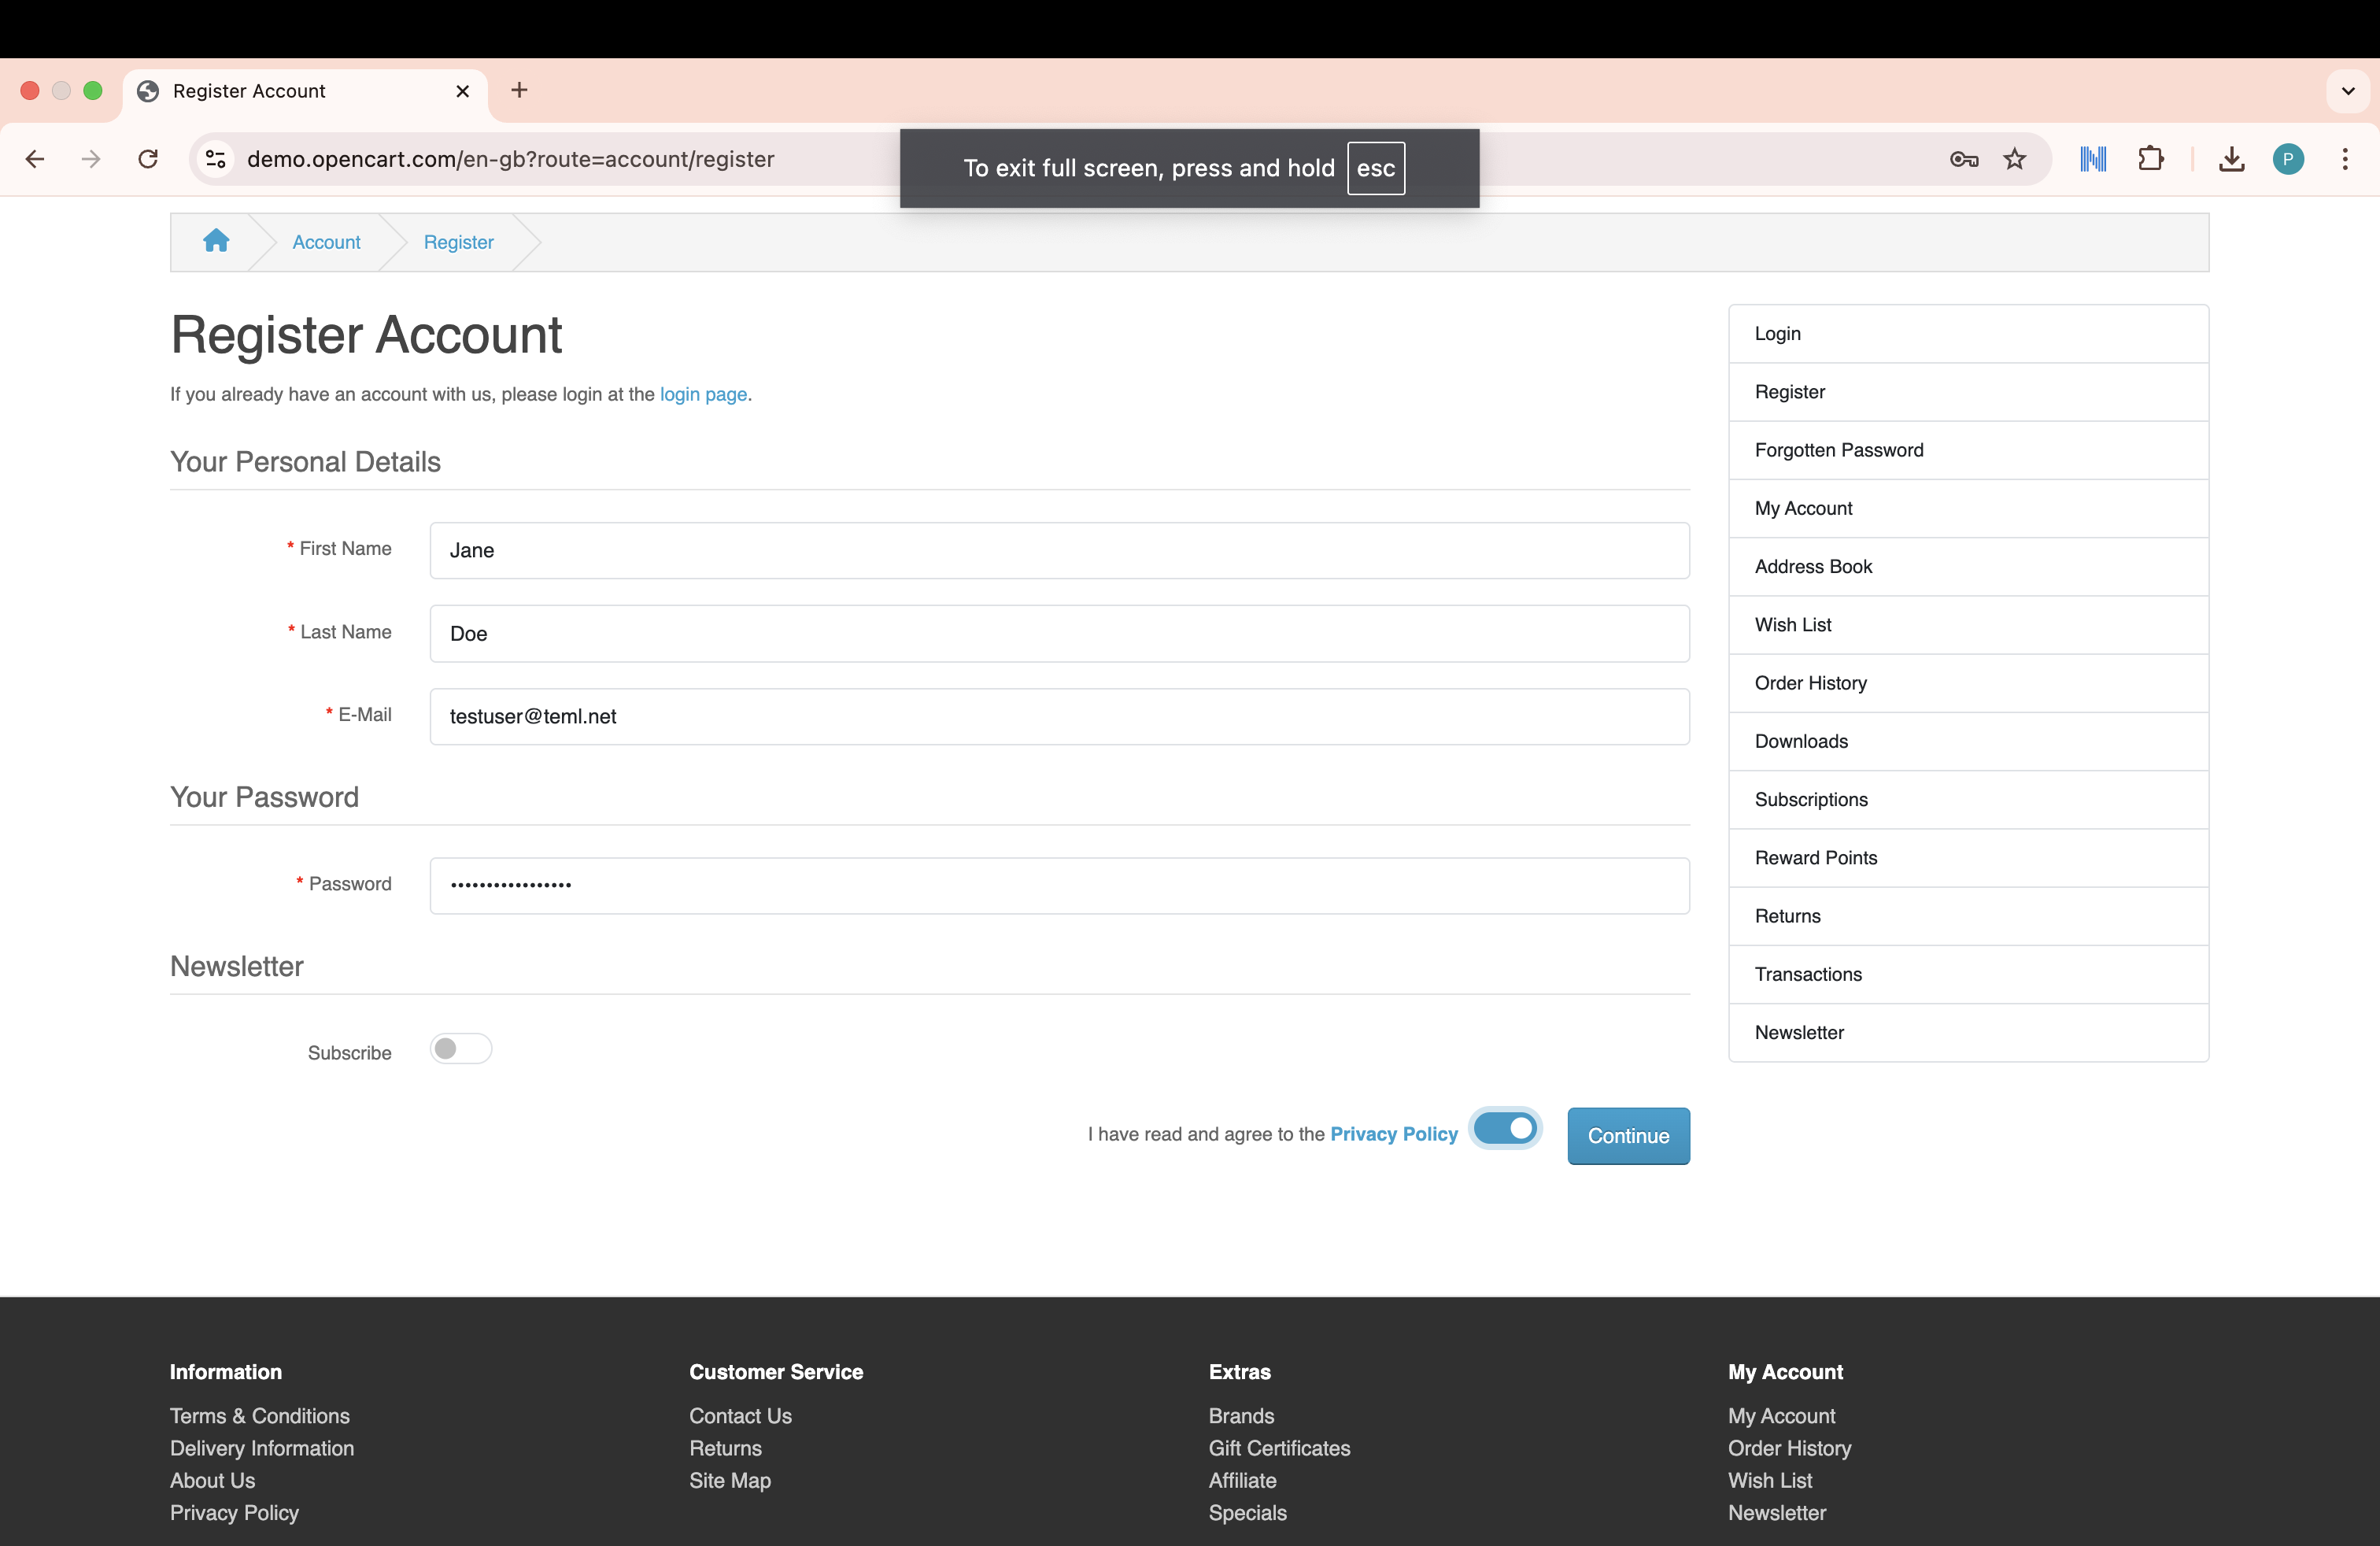 Register Account
demo.opencart.com/en-gb?route=account/register
To exit full screen, press and hold esc
P
Account
Register
Register Account
If you already have an account with us, please login at the login page.
Your Personal Details
* First Name
Jane
* Last Name
Doe
* E-Mail
testuser@teml.net
Your Password
* Password
•••••••••••••••••
Newsletter
Subscribe
I have read and agree to the Privacy Policy
Continue
Login
Register
Forgotten Password
My Account
Address Book
Wish List
Order History
Downloads
Subscriptions
Reward Points
Returns
Transactions
Newsletter
Information
Terms & Conditions
Delivery Information
About Us
Privacy Policy
Customer Service
Contact Us
Returns
Site Map
Extras
Brands
Gift Certificates
Affiliate
Specials
My Account
My Account
Order History
Wish List
Newsletter